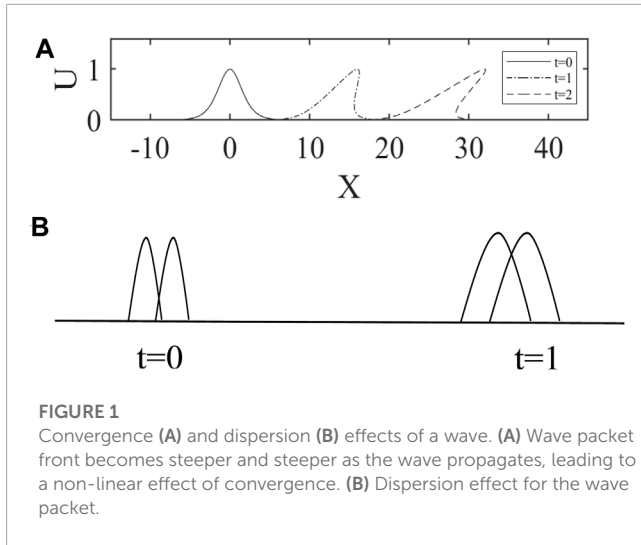 A
U
1
0
t=0
t=1
t=2
-10 0 10 20 30 40
X
B
t=0 t=1
FIGURE 1
Convergence (A) and dispersion (B) effects of a wave. (A) Wave packet
front becomes steeper and steeper as the wave propagates, leading to
a non-linear effect of convergence. (B) Dispersion effect for the wave
packet.